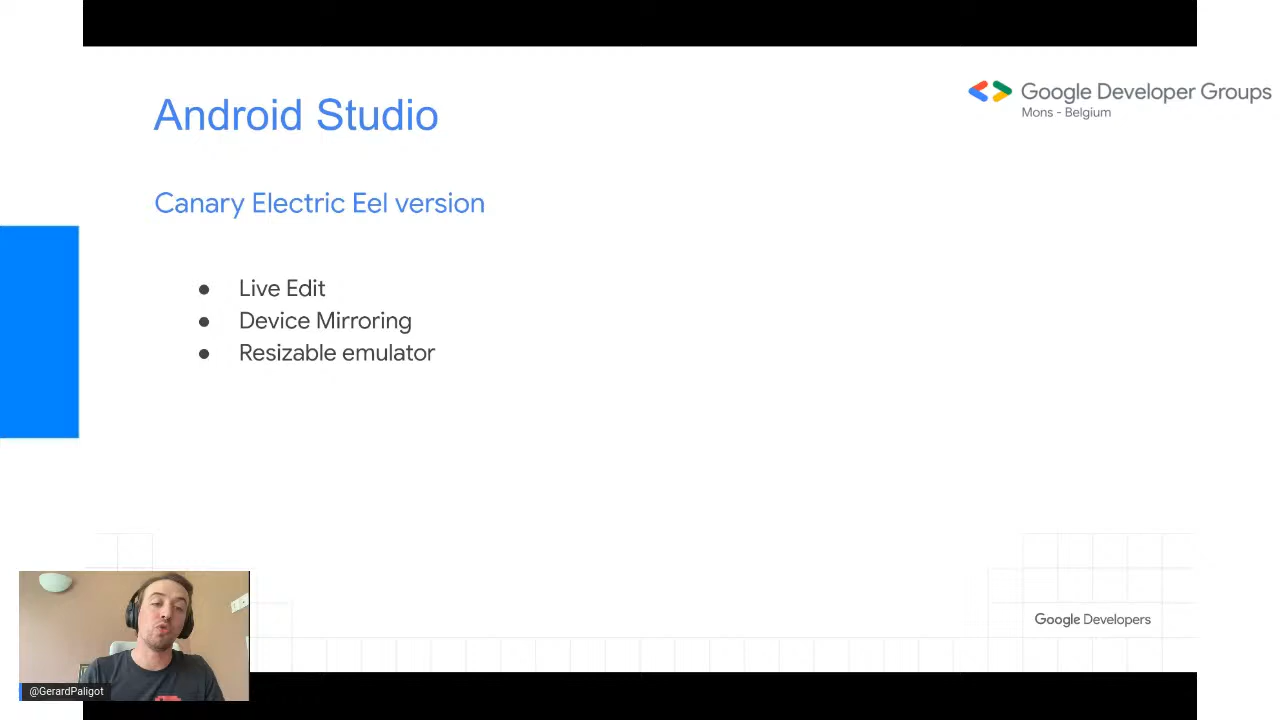 Android Studio
Google Developer Groups
Mons - Belgium
Canary Electric Eel version
● Live Edit
● Device Mirroring
● Resizable emulator
Google Developers
@GerardPaligot